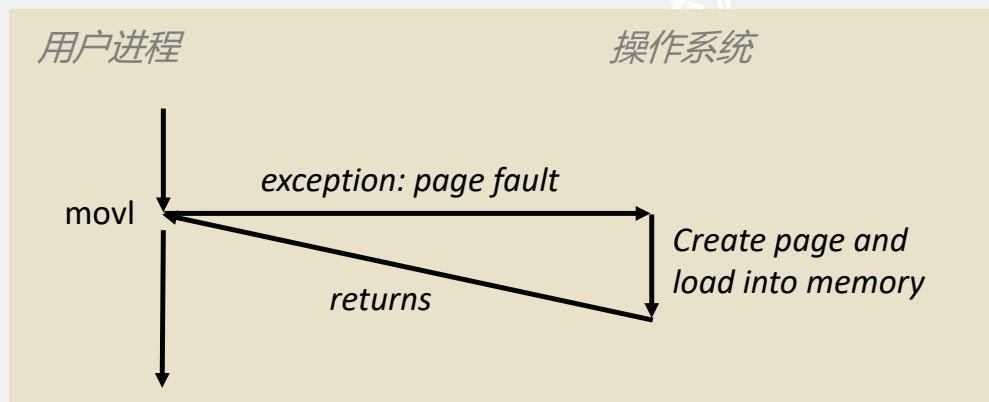 用户进程
操作系统
exception: page fault
movl
Create page and
load into memory
returns